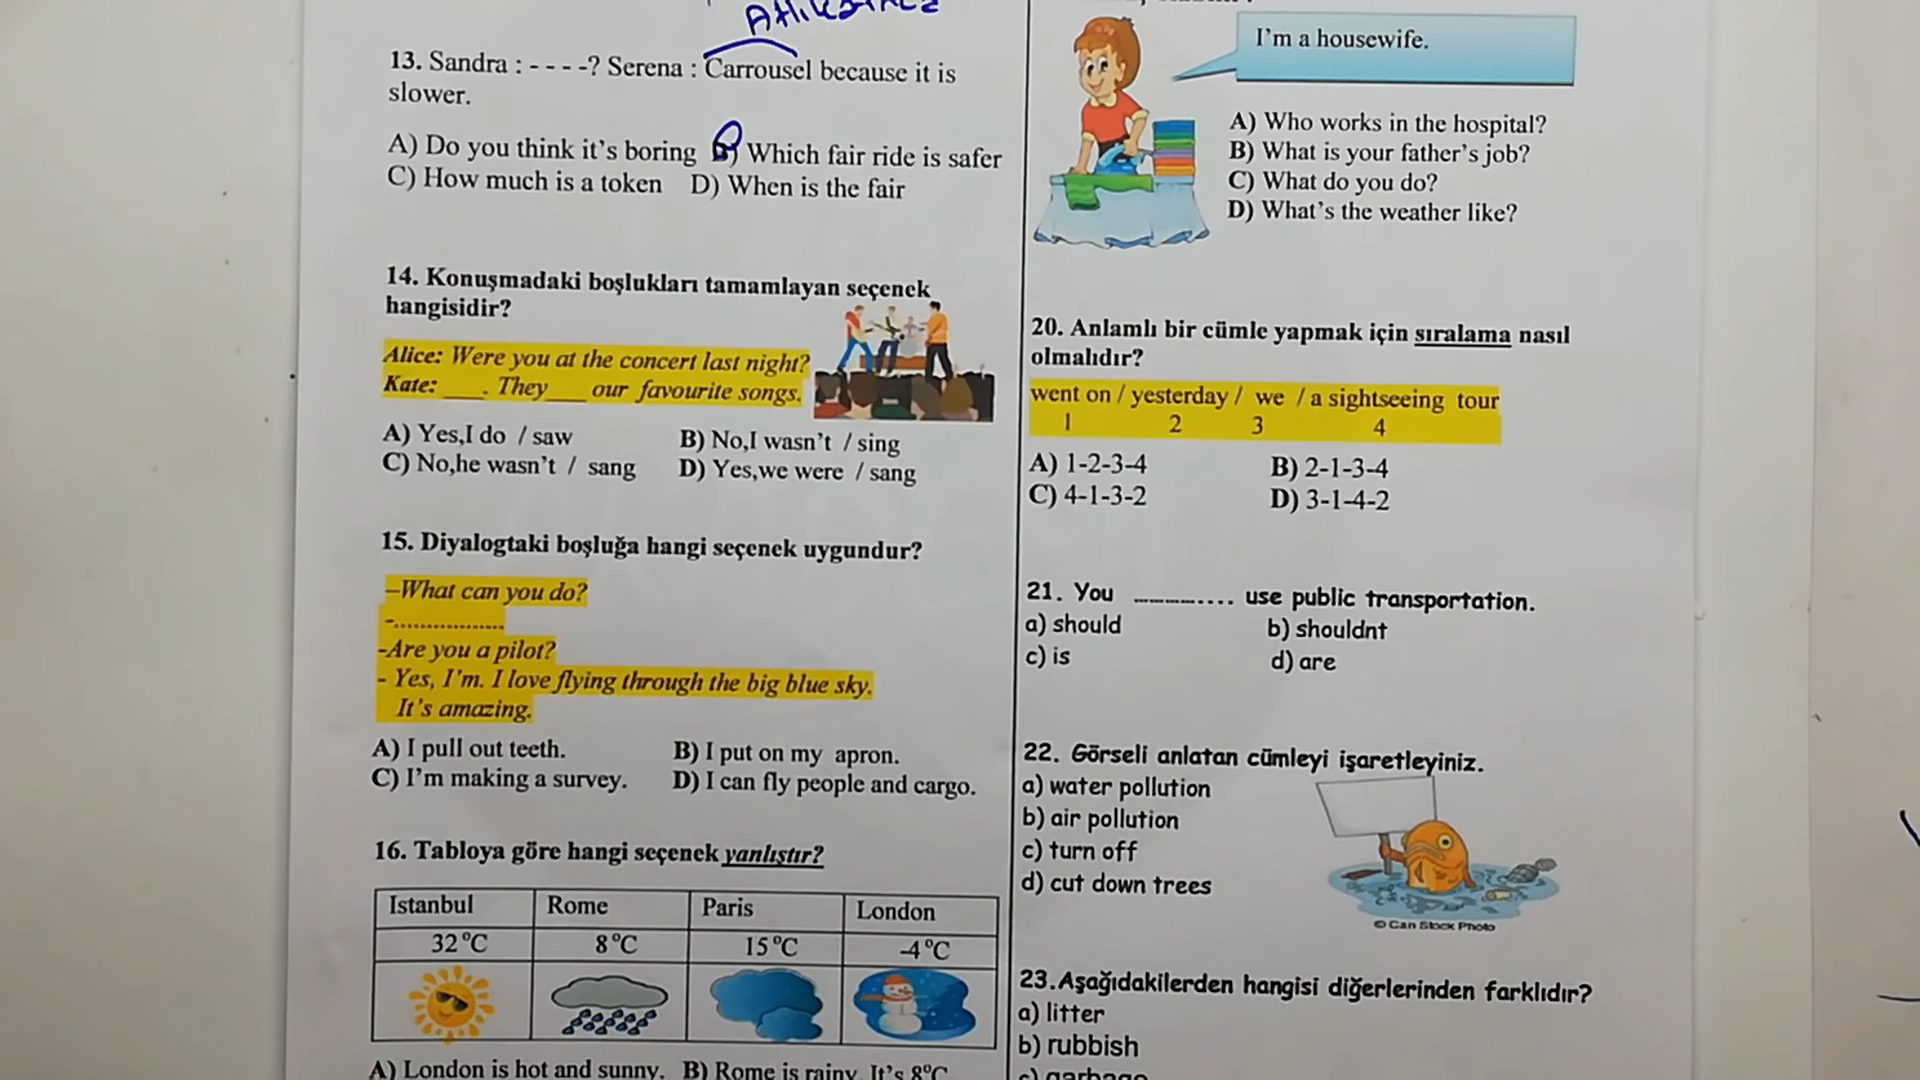 13. Sandra : - - - -? Serena : Carrousel because it is
slower.
A) Do you think it's boring B) Which fair ride is safer
C) How much is a token D) When is the fair
14. Konuşmadaki boşlukları tamamlayan seçenek
hangisidir?
Alice: Were you at the concert last night?
Kate: ____. They____ our favourite songs.
A) Yes,I do / saw B) No,I wasn't / sing
C) No,he wasn't / sang D) Yes,we were / sang
15. Diyalogtaki boşluğa hangi seçenek uygundur?
–What can you do?
-..................
-Are you a pilot?
- Yes, I'm. I love flying through the big blue sky.
It's amazing.
A) I pull out teeth. B) I put on my apron.
C) I'm making a survey. D) I can fly people and cargo.
16. Tabloya göre hangi seçenek yanlıştır?
Istanbul Rome Paris London
32 °C 8 °C 15 °C -4 °C
A) London is hot and sunny. B) Rome is rainy. It's 8°C
I'm a housewife.
A) Who works in the hospital?
B) What is your father's job?
C) What do you do?
D) What's the weather like?
20. Anlamlı bir cümle yapmak için sıralama nasıl
olmalıdır?
went on / yesterday / we / a sightseeing tour
1 2 3 4
A) 1-2-3-4 B) 2-1-3-4
C) 4-1-3-2 D) 3-1-4-2
21. You ............. use public transportation.
a) should b) shouldnt
c) is d) are
22. Görseli anlatan cümleyi işaretleyiniz.
a) water pollution
b) air pollution
c) turn off
d) cut down trees
© Can Stock Photo
23.Aşağıdakilerden hangisi diğerlerinden farklıdır?
a) litter
b) rubbish
c) garbage